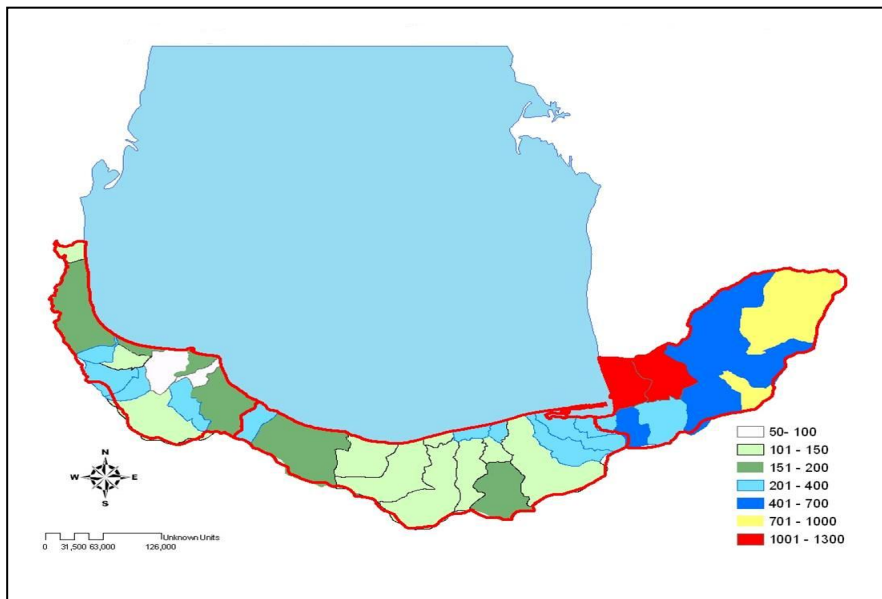 50- 100
101 - 150
151 - 200
201 - 400
401 - 700
701 - 1000
1001 - 1300
N
W E
S
Unknown Units
0 31,500 63,000 126,000